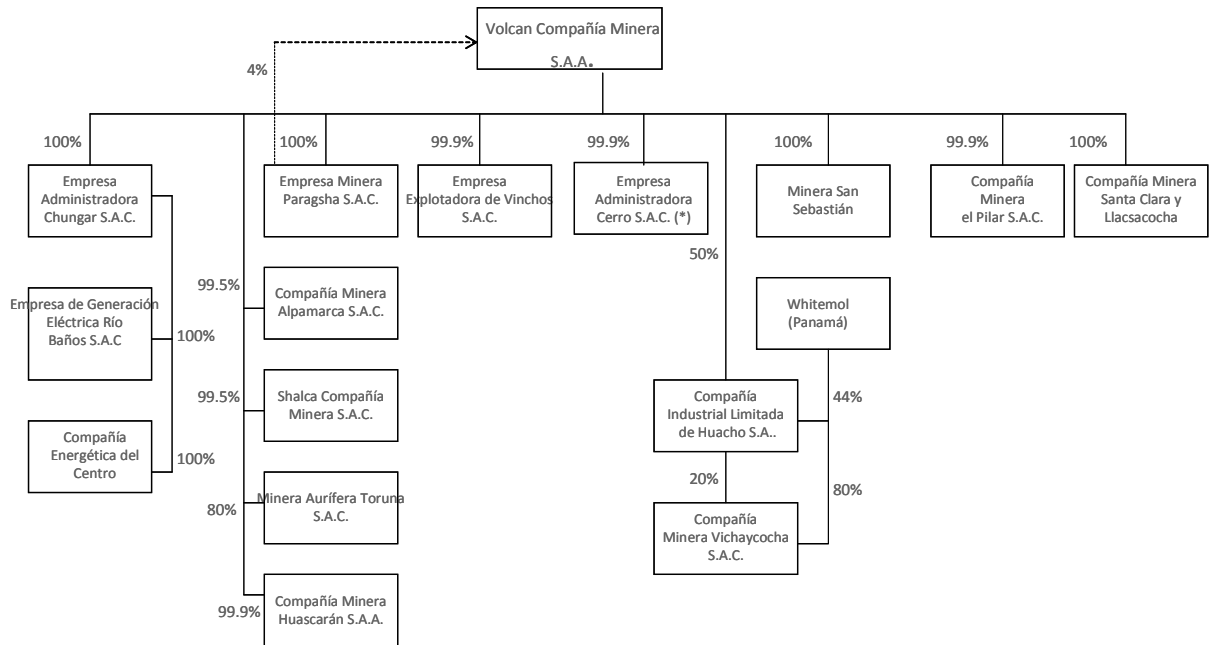 Volcan Compañía Minera
S.A.A.
4%
100%
100%
99.9%
99.9%
100%
99.9%
100%
Empresa
Administradora
Chungar S.A.C.
Empresa Minera
Paragsha S.A.C.
Empresa
Explotadora de Vinchos
S.A.C.
Empresa
Administradora
Cerro S.A.C. (*)
Minera San
Sebastián
Compañía
Minera
el Pilar S.A.C.
Compañía Minera
Santa Clara y
Llacsacocha
50%
99.5%
Compañía Minera
Alpamarca S.A.C.
Whitemol
(Panamá)
Empresa de Generación
Eléctrica Río
Baños S.A.C
100%
99.5%
Shalca Compañía
Minera S.A.C.
Compañía
Industrial Limitada
de Huacho S.A..
44%
Compañía
Energética del
Centro
100%
20%
80%
80%
Minera Aurífera Toruna
S.A.C.
Compañía
Minera Vichaycocha
S.A.C.
99.9%
Compañía Minera
Huascarán S.A.A.